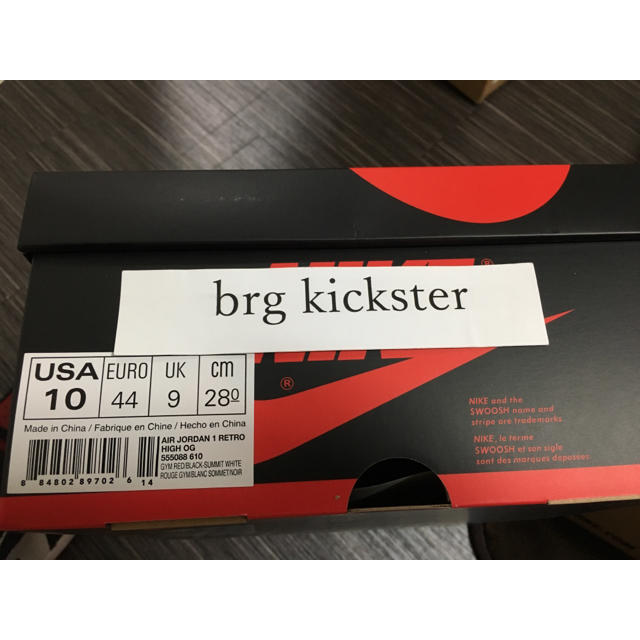 NIKE
®
brg kickster
®
USA 10
EURO 44
UK 9
cm 28.0
Made in China / Fabrique en Chine / Hecho en China
AIR JORDAN 1 RETRO
HIGH OG
555088 610
GYM RED/BLACK-SUMMIT WHITE
ROUGE GYM/BLANC SOMMET/NOIR
8 84802 89702 6 14
NIKE and the
SWOOSH name and
stripe are trademarks.
NIKE, le terme
SWOOSH et son sigle
sont des marques deposees.